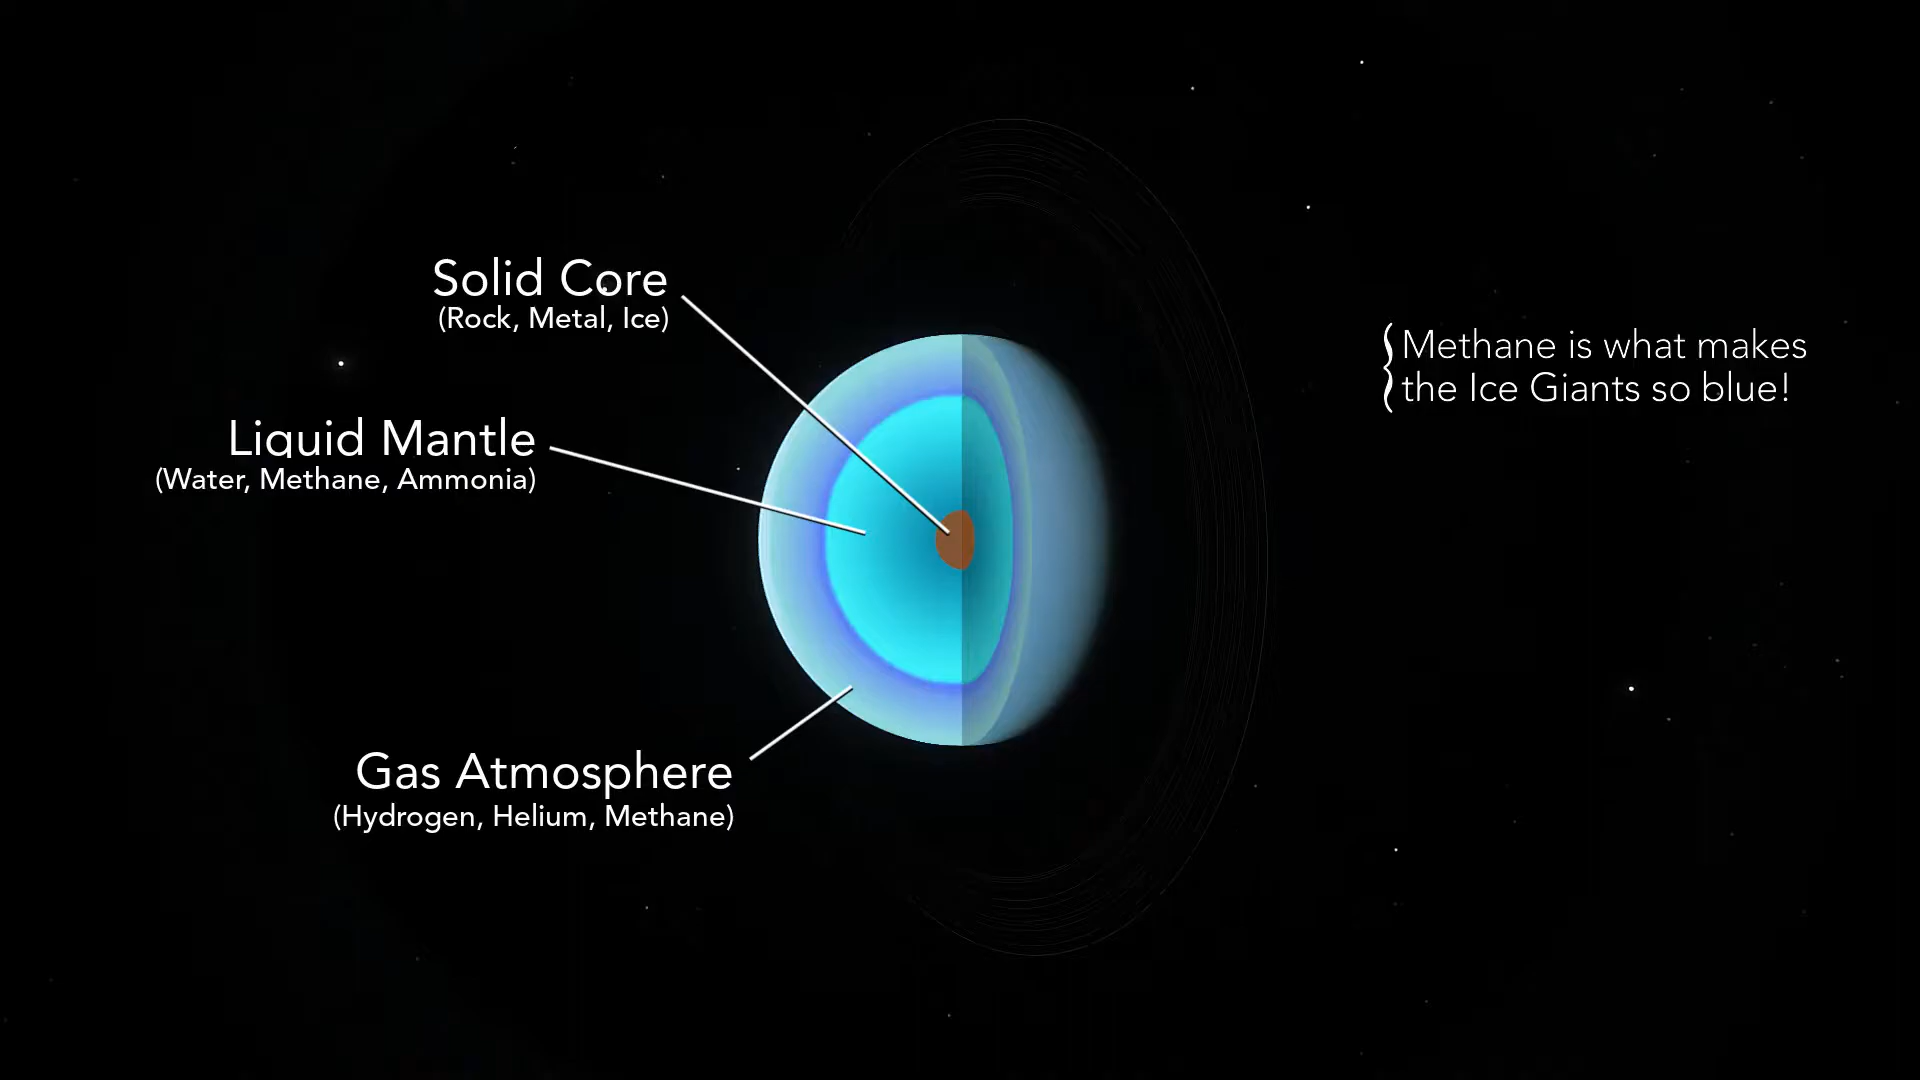 Solid Core
(Rock, Metal, Ice)
Liquid Mantle
(Water, Methane, Ammonia)
Gas Atmosphere
(Hydrogen, Helium, Methane)
Methane is what makes
the Ice Giants so blue!